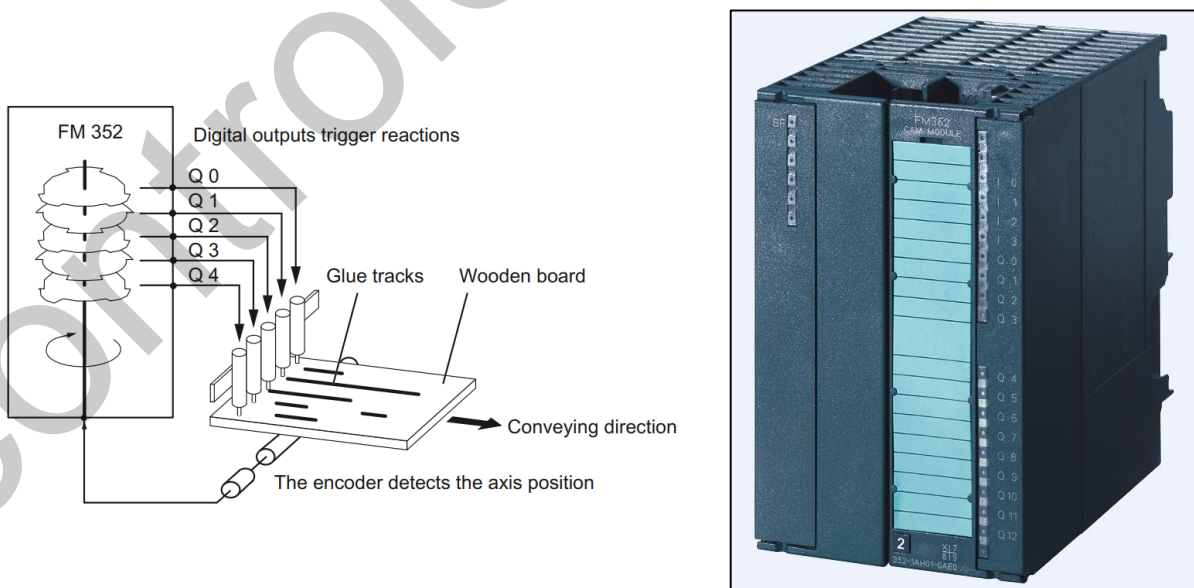 Control
FM 352
Digital outputs trigger reactions
Q 0
Q 1
Q 2
Q 3
Q 4
Glue tracks
Wooden board
Conveying direction
The encoder detects the axis position
SF
FM352
CAM-MODULE
I 0
I 1
I 2
I 3
Q 0
Q 1
Q 2
Q 3
Q 4
Q 5
Q 6
Q 7
Q 8
Q 9
Q 10
Q 11
Q 12
2
352-1AH01-0AE0